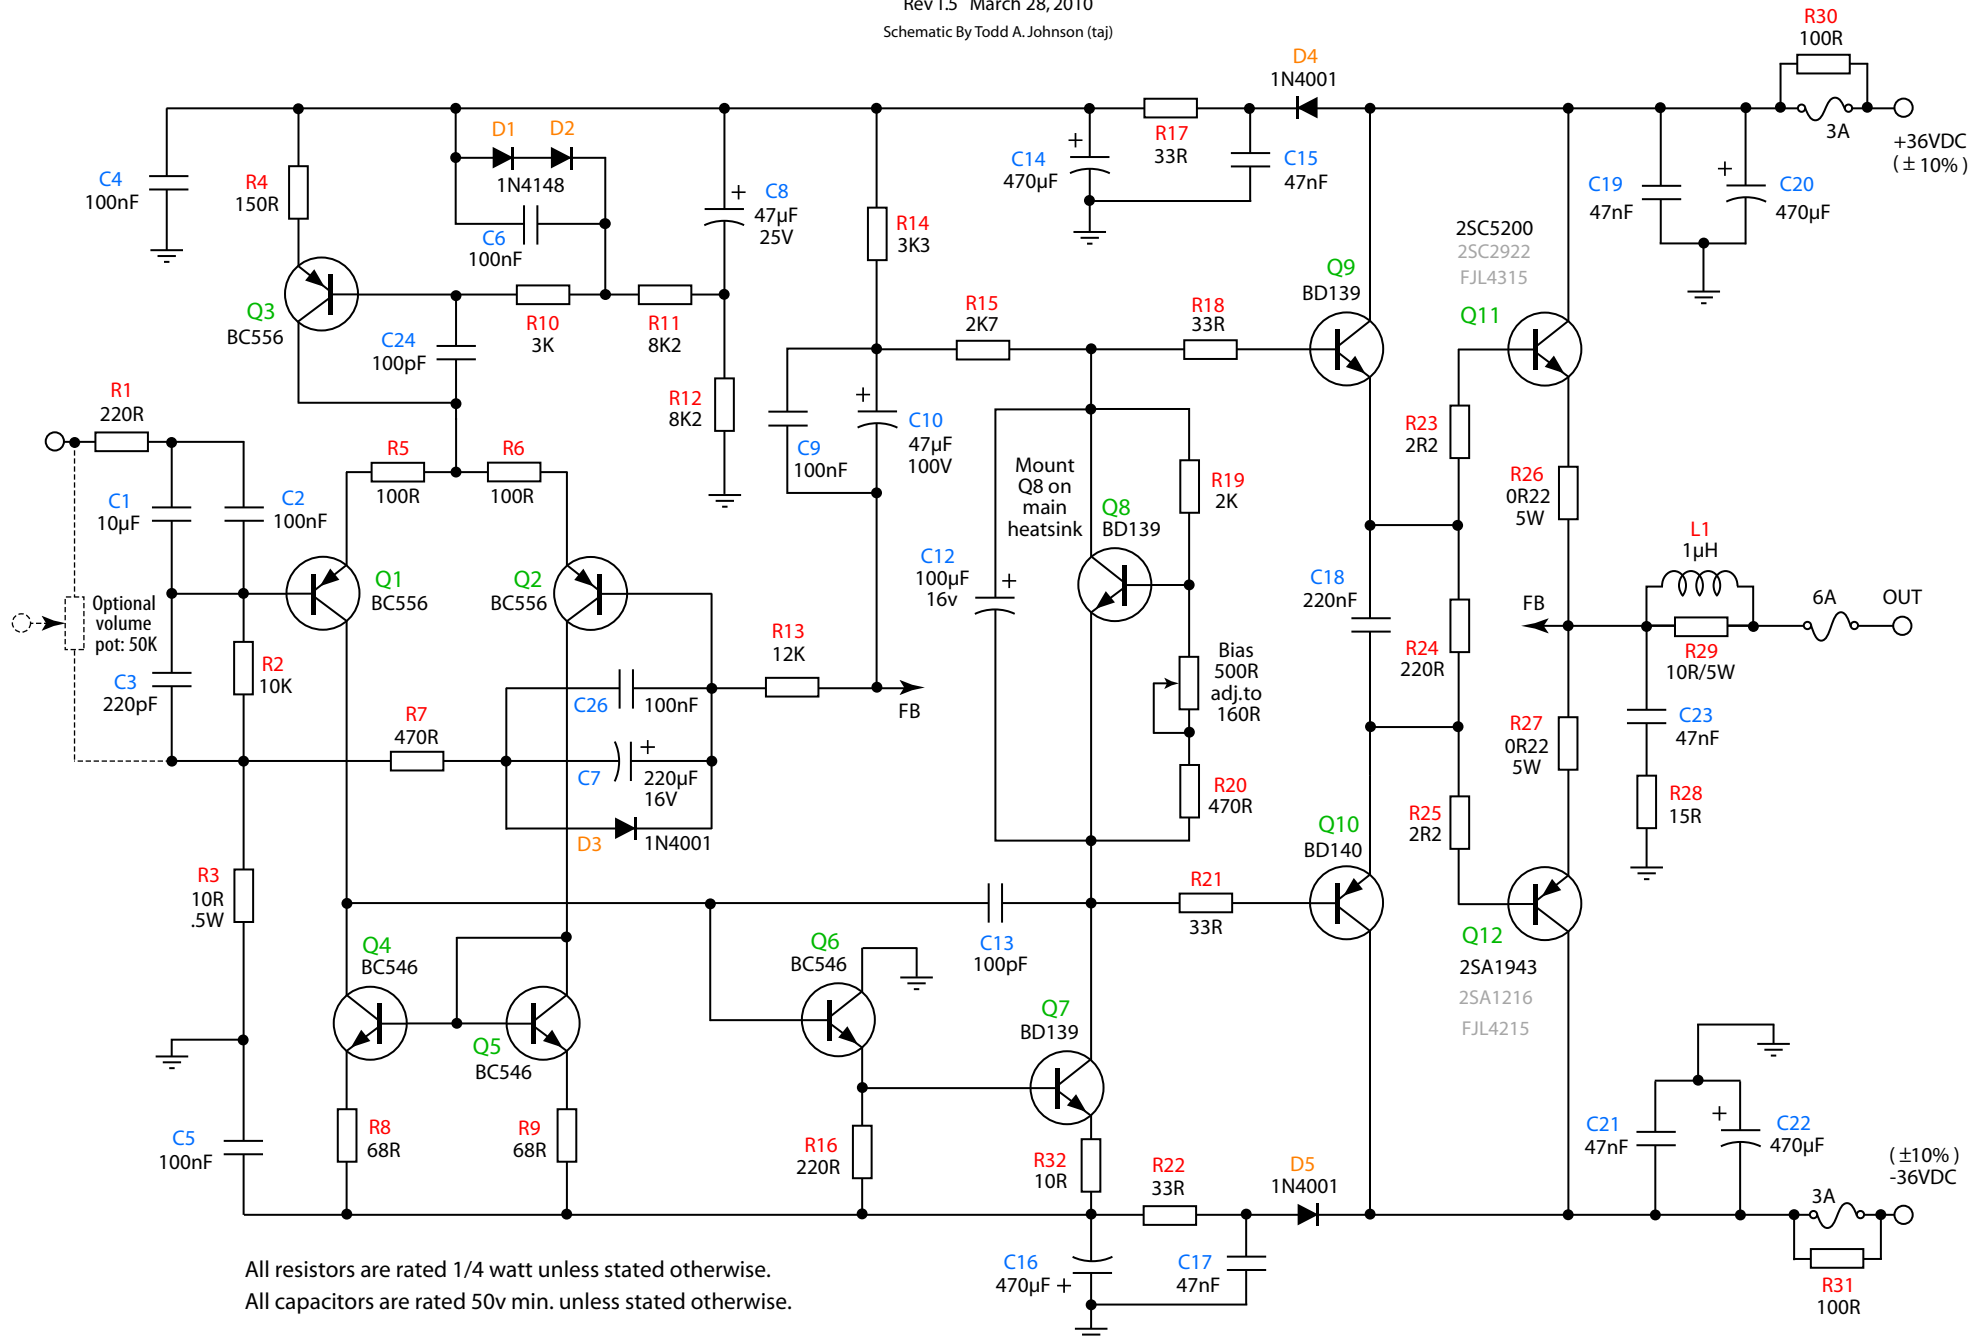 Rev 1.5 March 28, 2010
Schematic By Todd A. Johnson (taj)
R30
100R
3A
+36VDC
(±10%)
D4
1N4001
R17
33R
C14
+
470µF
C15
47nF
C19
47nF
C20
+
470µF
C4
100nF
R4
150R
D1
D2
1N4148
C6
100nF
+
C8
47µF
25V
R14
3K3
Q3
BC556
C24
100pF
R10
3K
R11
8K2
R12
8K2
R15
2K7
R18
33R
Q9
BD139
2SC5200
2SC2922
FJL4315
Q11
R1
220R
C1
10µF
C2
100nF
R5
100R
R6
100R
C9
100nF
+
C10
47µF
100V
Mount
Q8 on
main
heatsink
Q8
BD139
R19
2K
R23
2R2
R26
0R22
5W
L1
1µH
Q1
BC556
Q2
BC556
Optional
volume
pot: 50K
C12
100µF
16v
+
C18
220nF
R24
220R
FB
6A
OUT
R29
10R/5W
C3
220pF
R2
10K
R13
12K
FB
Bias
500R
adj.to
160R
C26
100nF
R7
470R
C7
+
220µF
16V
D3
1N4001
R20
470R
R25
2R2
R27
0R22
5W
C23
47nF
R28
15R
R3
10R
.5W
Q10
BD140
R21
33R
C13
100pF
Q4
BC546
Q5
BC546
Q6
BC546
Q7
BD139
Q12
2SA1943
2SA1216
FJL4215
C5
100nF
R8
68R
R9
68R
R16
220R
R32
10R
R22
33R
D5
1N4001
C21
47nF
+
C22
470µF
(±10%)
-36VDC
3A
C16
470µF +
C17
47nF
R31
100R
All resistors are rated 1/4 watt unless stated otherwise.
All capacitors are rated 50v min. unless stated otherwise.